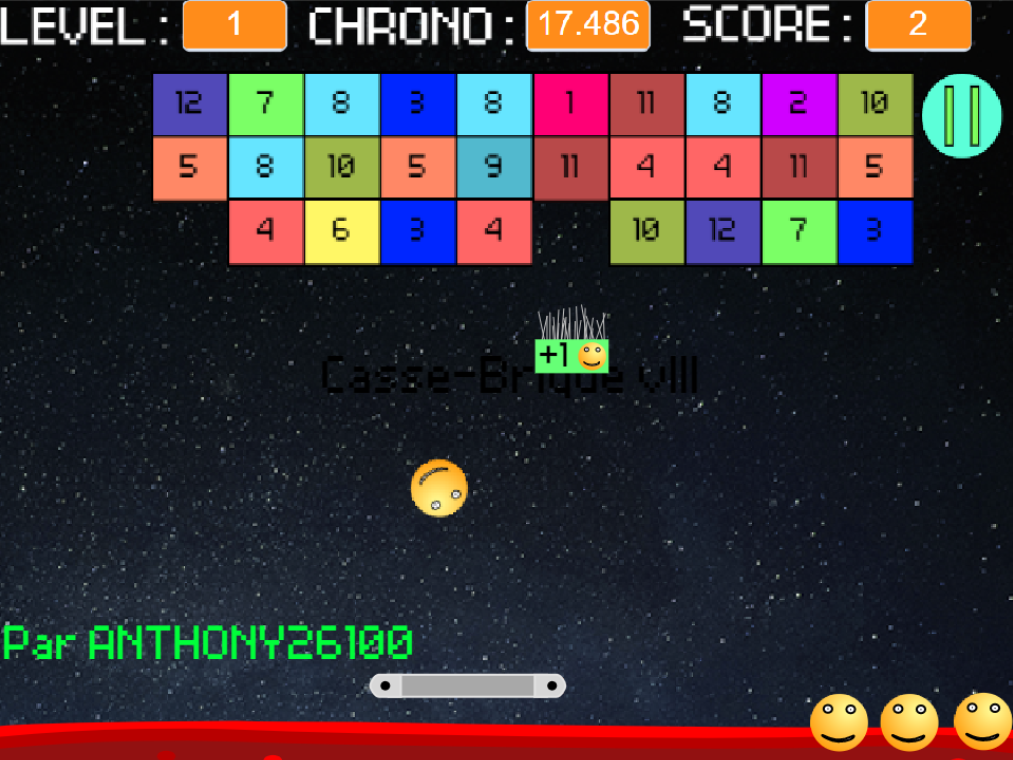 LEVEL : 1 CHRONO : 17.486 SCORE : 2
12 7 8 3 8 1 11 8 2 10
5 8 10 5 9 11 4 4 11 5
4 6 3 4 10 12 7 3
+1
Casse-Brique vIII
Par ANTHONY26100